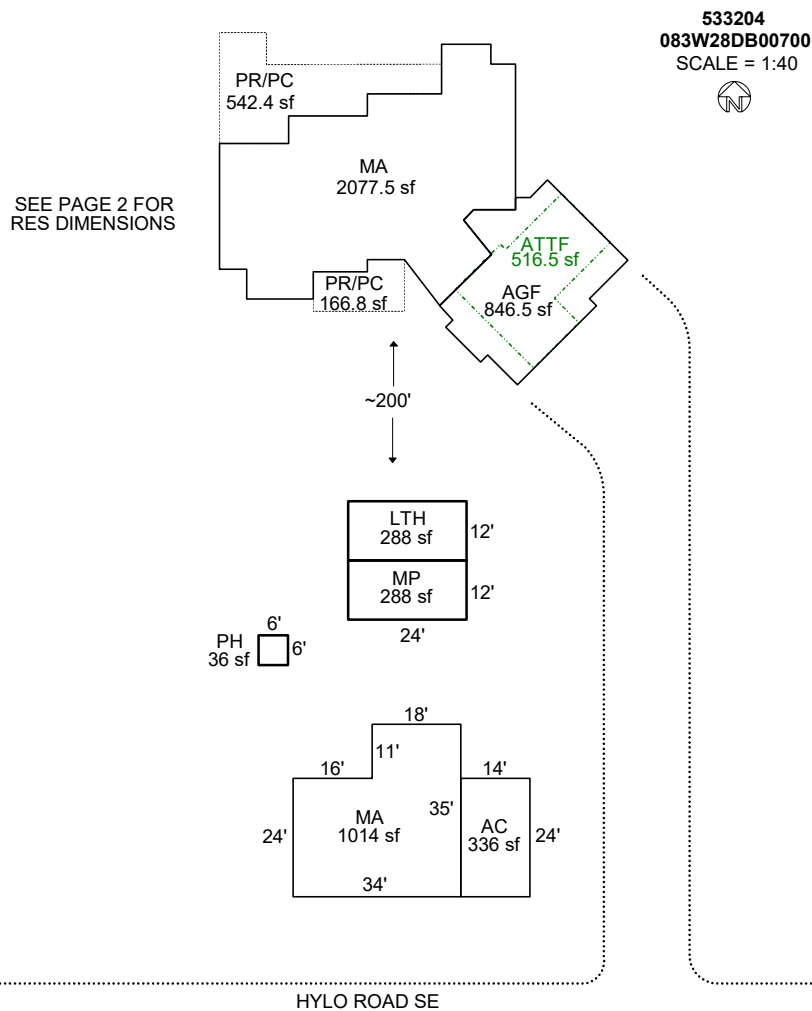 533204
083W28DB00700
SCALE = 1:40
N
PR/PC
542.4 sf
MA
2077.5 sf
SEE PAGE 2 FOR
RES DIMENSIONS
ATTF
516.5 sf
AGF
846.5 sf
PR/PC
166.8 sf
~200'
LTH
288 sf
12'
MP
288 sf
12'
24'
6'
PH
36 sf
6'
18'
11'
16'
14'
24'
MA
1014 sf
35'
AC
336 sf
24'
34'
HYLO ROAD SE